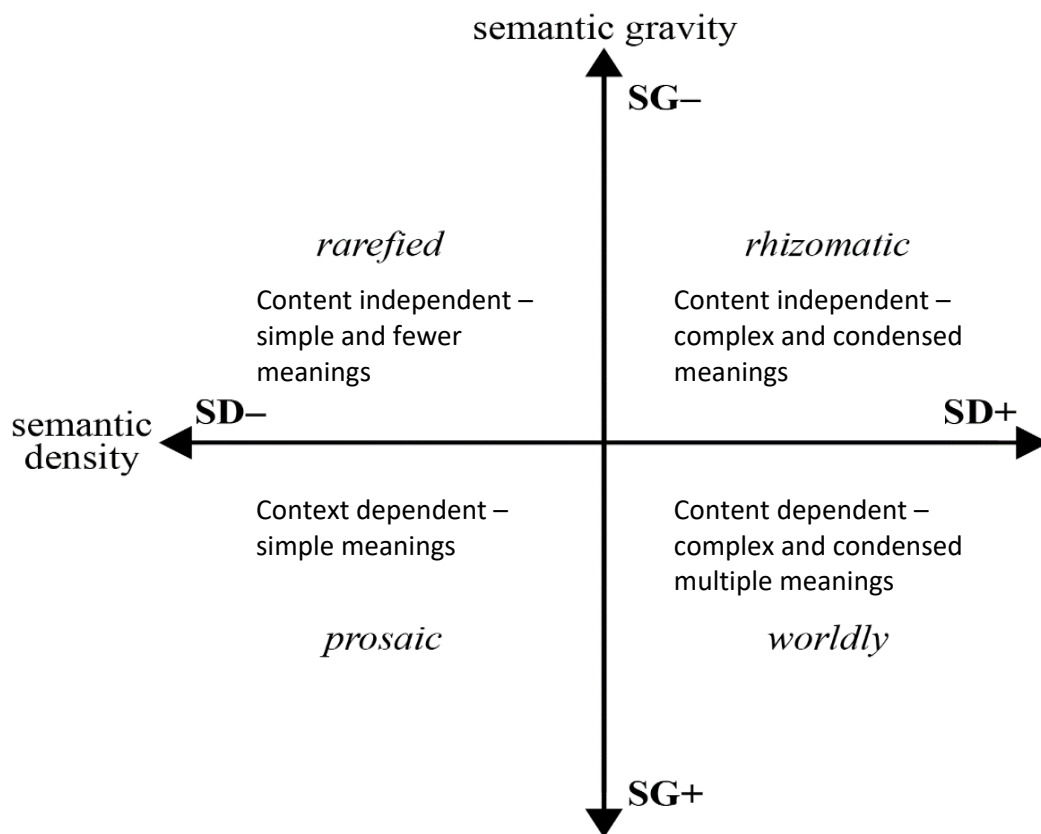 semantic gravity
SG–
rarefied
Content independent –
simple and fewer
meanings
rhizomatic
Content independent –
complex and condensed
meanings
semantic
density
SD–
SD+
Context dependent –
simple meanings
prosaic
Content dependent –
complex and condensed
multiple meanings
worldly
SG+